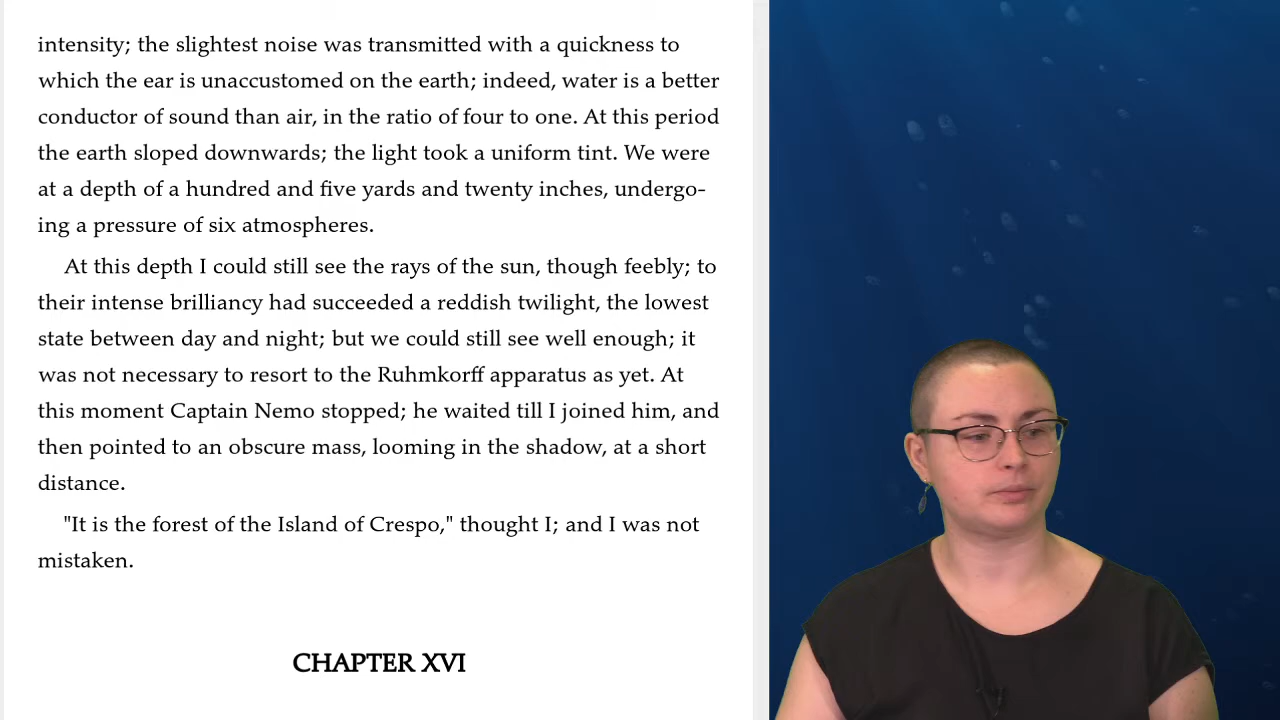 intensity; the slightest noise was transmitted with a quickness to
which the ear is unaccustomed on the earth; indeed, water is a better
conductor of sound than air, in the ratio of four to one. At this period
the earth sloped downwards; the light took a uniform tint. We were
at a depth of a hundred and five yards and twenty inches, undergo-
ing a pressure of six atmospheres.
At this depth I could still see the rays of the sun, though feebly; to
their intense brilliancy had succeeded a reddish twilight, the lowest
state between day and night; but we could still see well enough; it
was not necessary to resort to the Ruhmkorff apparatus as yet. At
this moment Captain Nemo stopped; he waited till I joined him, and
then pointed to an obscure mass, looming in the shadow, at a short
distance.
"It is the forest of the Island of Crespo," thought I; and I was not
mistaken.
CHAPTER XVI